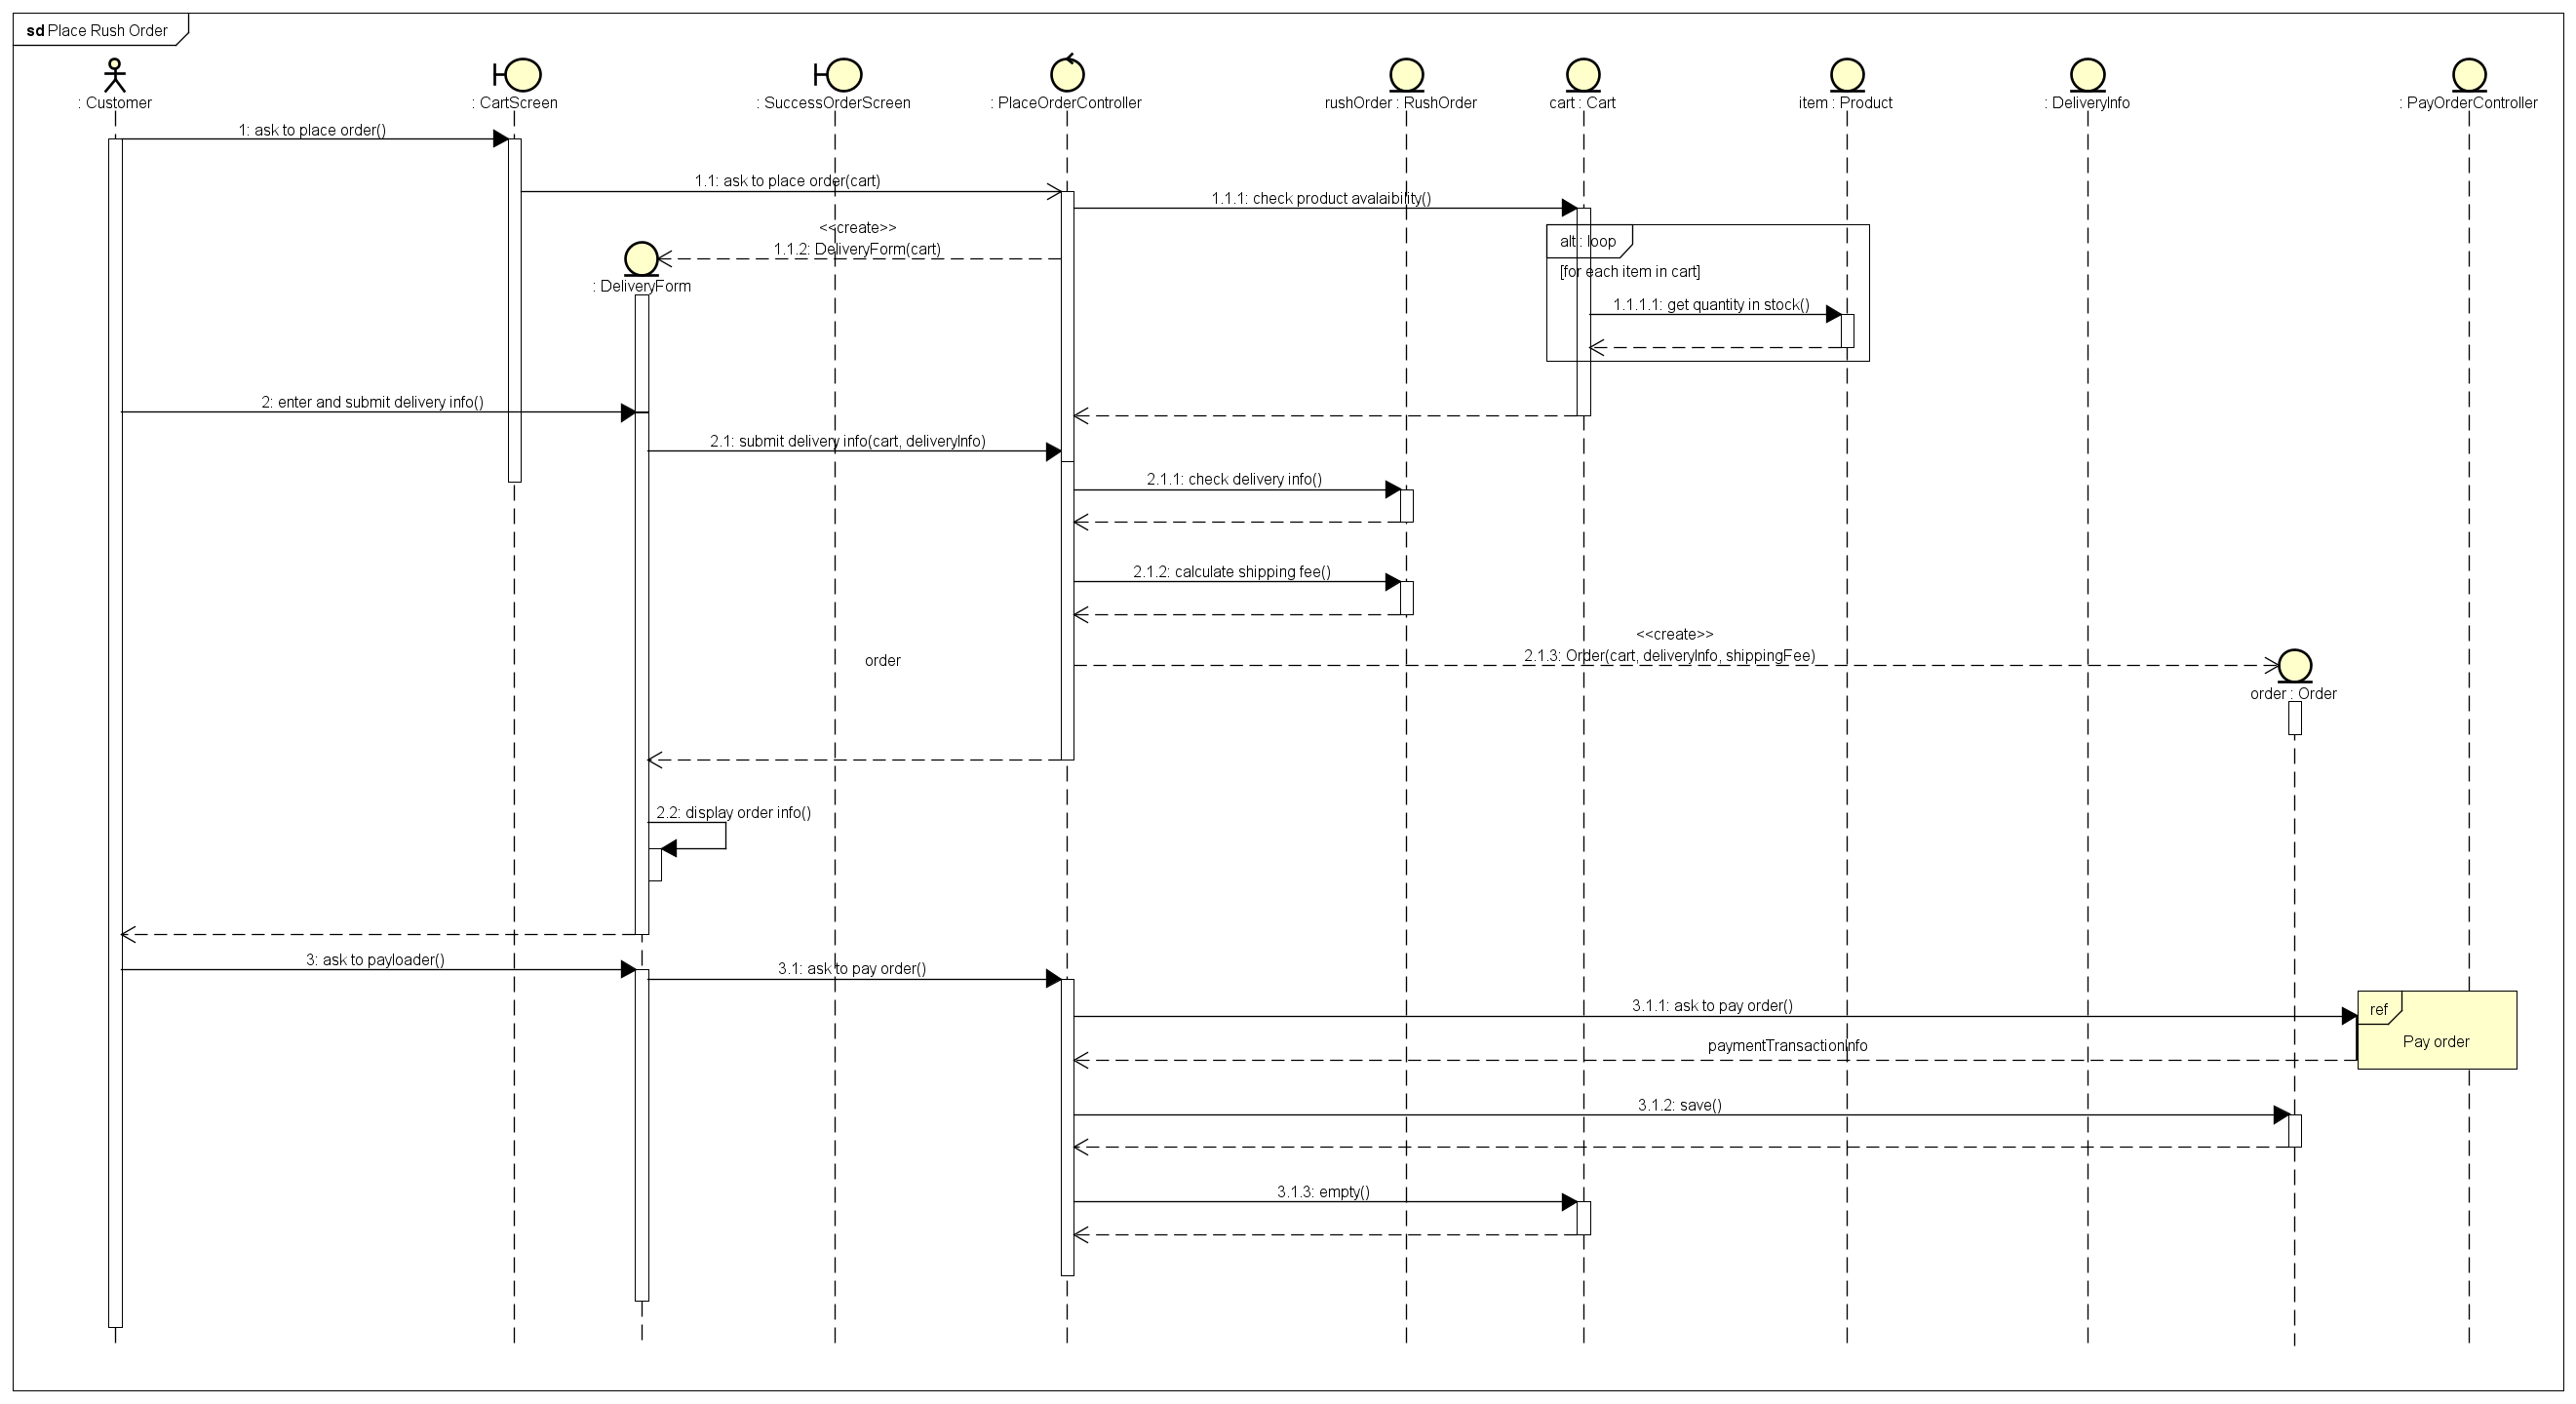 sd Place Rush Order
: Customer
: CartScreen
: SuccessOrderScreen
: PlaceOrderController
rushOrder : RushOrder
cart : Cart
item : Product
: DeliveryInfo
: PayOrderController
1: ask to place order()
1.1: ask to place order(cart)
1.1.1: check product avalaibility()
<<create>>
1.1.2: DeliveryForm(cart)
alt : loop
[for each item in cart]
: DeliveryForm
1.1.1.1: get quantity in stock()
2: enter and submit delivery info()
2.1: submit delivery info(cart, deliveryInfo)
2.1.1: check delivery info()
2.1.2: calculate shipping fee()
<<create>>
2.1.3: Order(cart, deliveryInfo, shippingFee)
order
order : Order
2.2: display order info()
3: ask to payloader()
3.1: ask to pay order()
3.1.1: ask to pay order()
ref
Pay order
paymentTransactionInfo
3.1.2: save()
3.1.3: empty()